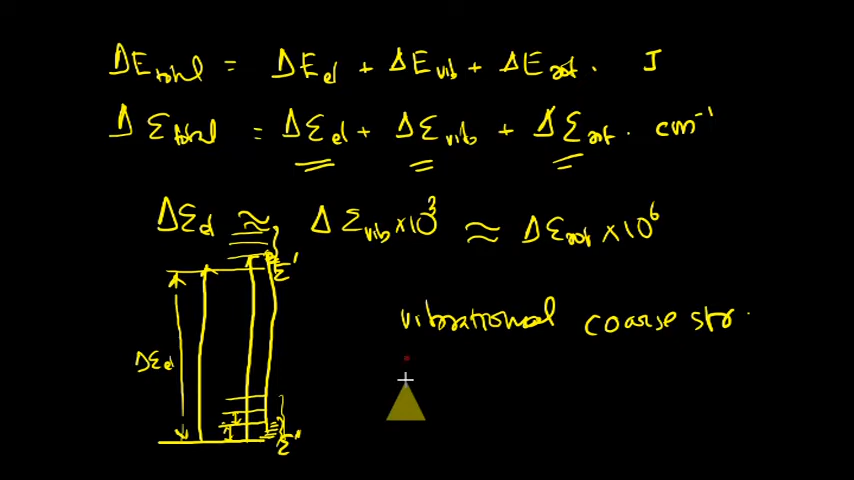 ΔE_total = ΔE_el + ΔE_vib + ΔE_rot . J
Δε_total = Δε_el + Δε_vib + Δε_rot . cm⁻¹
Δε_el ≈ Δε_vib × 10³ ≈ Δε_rot × 10⁶
ε'
vibrational coarse str.
Δε_el
ε"